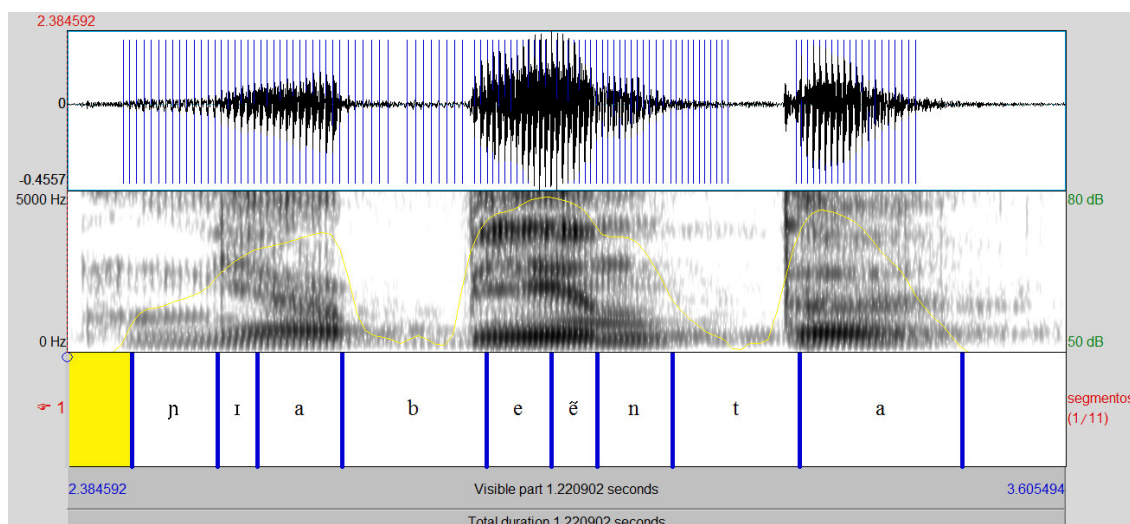 2.384592
0
-0.4557
5000 Hz 80 dB
0 Hz 50 dB
☞ 1 ɲ ɪ a b e ẽ n t a segmentos
(1/11)
2.384592 Visible part 1.220902 seconds 3.605494
Total duration 1.220902 seconds